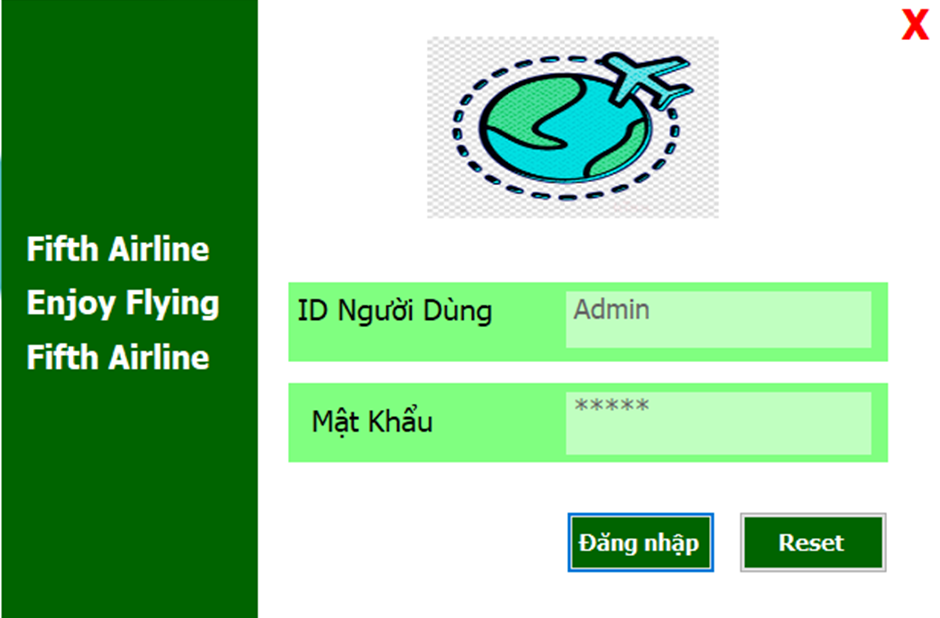 X
Fifth Airline
Enjoy Flying
Fifth Airline
ID Người Dùng
Admin
Mật Khẩu
*****
Đăng nhập
Reset